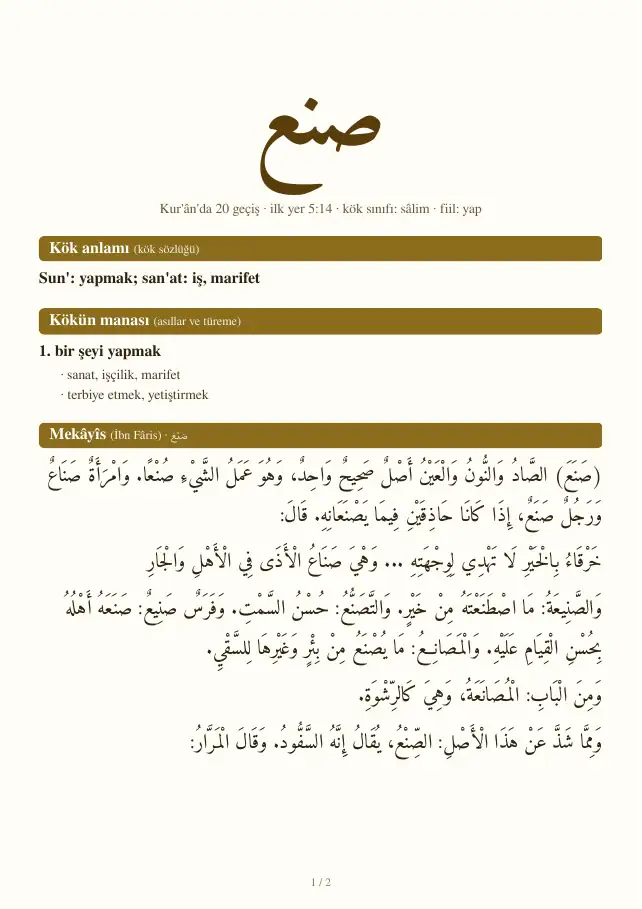 صنع
Kur'ân'da 20 geçiş · ilk yer 5:14 · kök sınıfı: sâlim · fiil: yap
Kök anlamı (kök sözlüğü)
Sun': yapmak; san'at: iş, marifet
Kökün manası (asıllar ve türeme)
1. bir şeyi yapmak
· sanat, işçilik, marifet
· terbiye etmek, yetiştirmek
Mekâyîs (İbn Fâris) · صَنَعَ
(صَنَعَ) الصَّادُ وَالنُّونُ وَالْعَيْنُ أَصْلٌ صَحِيحٌ وَاحِدٌ، وَهُوَ عَمَلُ الشَّيْءِ صُنْعًا. وَامْرَأَةٌ صَنَاعٌ
وَرَجُلٌ صَنَعٌ، إِذَا كَانَا حَاذِقَيْنِ فِيمَا يَصْنَعَانِهِ. قَالَ:
خَرْقَاءُ بِالْخَيْرِ لَا تَهْدِي لِوِجْهَتِهِ ... وَهْيَ صَنَاعُ الْأَذَى فِي الْأَهْلِ وَالْجَارِ
وَالصَّنِيعَةُ: مَا اصْطَنَعْتَهُ مِنْ خَيْرٍ. وَالتَّصَنُّعُ: حُسْنُ السَّمْتِ. وَفَرَسٌ صَنِيعٌ: صَنَعَهُ أَهْلُهُ
بِحُسْنِ الْقِيَامِ عَلَيْهِ. وَالْمَصَانِعُ: مَا يُصْنَعُ مِنْ بِئْرٍ وَغَيْرِهَا لِلسَّقْيِ.
وَمِنَ الْبَابِ: الْمُصَانَعَةُ، وَهِيَ كَالرِّشْوَةِ.
وَمِمَّا شَذَّ عَنْ هَذَا الْأَصْلِ: الصِّنْعُ، يُقَالُ إِنَّهُ السَّفُّودُ. وَقَالَ الْمَرَّارُ:
1 / 2